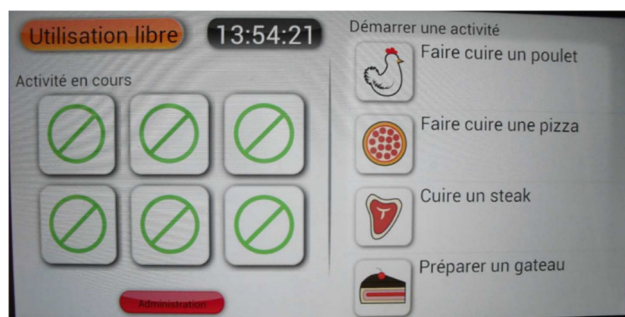 Utilisation libre
13:54:21
Activité en cours
Administration
Démarrer une activité
Faire cuire un poulet
Faire cuire une pizza
Cuire un steak
Préparer un gateau